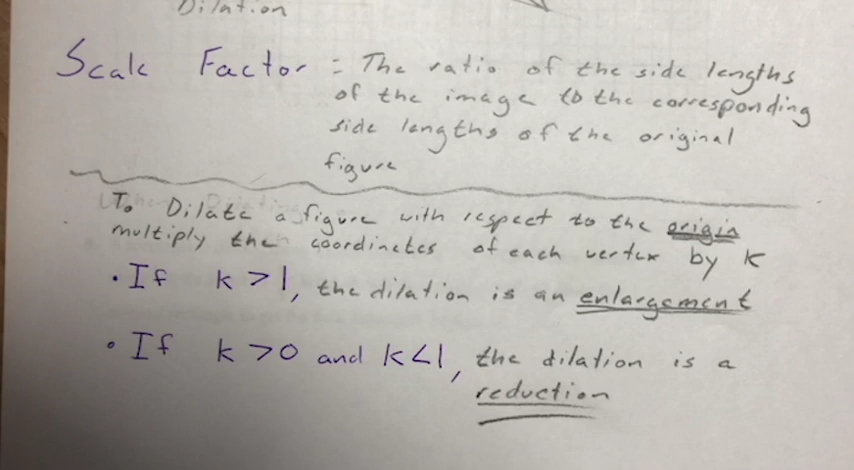 Dilation
Scale Factor = The ratio of the side lengths
of the image to the corresponding
side lengths of the original
figure
To Dilate a figure with respect to the origin
multiply the coordinates of each vertex by k
• If k > 1, the dilation is an enlargement
• If k > 0 and k < 1, the dilation is a
reduction